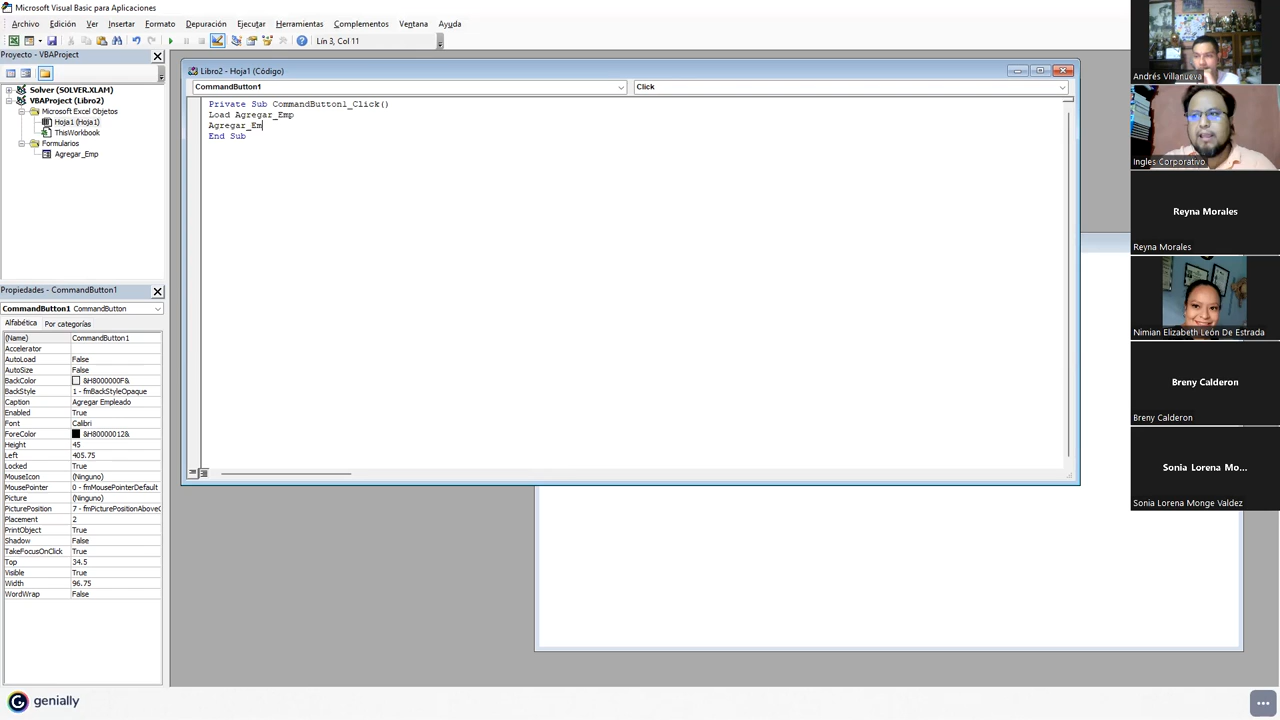 Microsoft Visual Basic para Aplicaciones
Archivo Edición Ver Insertar Formato Depuración Ejecutar Herramientas Complementos Ventana Ayuda
Lín 3, Col 11
Proyecto - VBAProject
Solver (SOLVER.XLAM)
VBAProject (Libro2)
Microsoft Excel Objetos
Hoja1 (Hoja1)
ThisWorkbook
Formularios
Agregar_Emp
Propiedades - CommandButton1
CommandButton1 CommandButton
Alfabética Por categorías
(Name) CommandButton1
Accelerator
AutoLoad False
AutoSize False
BackColor &H8000000F&
BackStyle 1 - fmBackStyleOpaque
Caption Agregar Empleado
Enabled True
Font Calibri
ForeColor &H80000012&
Height 45
Left 405.75
Locked True
MouseIcon (Ninguno)
MousePointer 0 - fmMousePointerDefault
Picture (Ninguno)
PicturePosition 7 - fmPicturePositionAboveC
Placement 2
PrintObject True
Shadow False
TakeFocusOnClick True
Top 34.5
Visible True
Width 96.75
WordWrap False
Libro2 - Hoja1 (Código)
CommandButton1 Click
Private Sub CommandButton1_Click()
Load Agregar_Emp
Agregar_Em
End Sub
Andrés Villanueva
Ingles Corporativo
Reyna Morales
Reyna Morales
Nimian Elizabeth León De Estrada
Breny Calderon
Breny Calderon
Sonia Lorena Mo...
Sonia Lorena Monge Valdez
genially